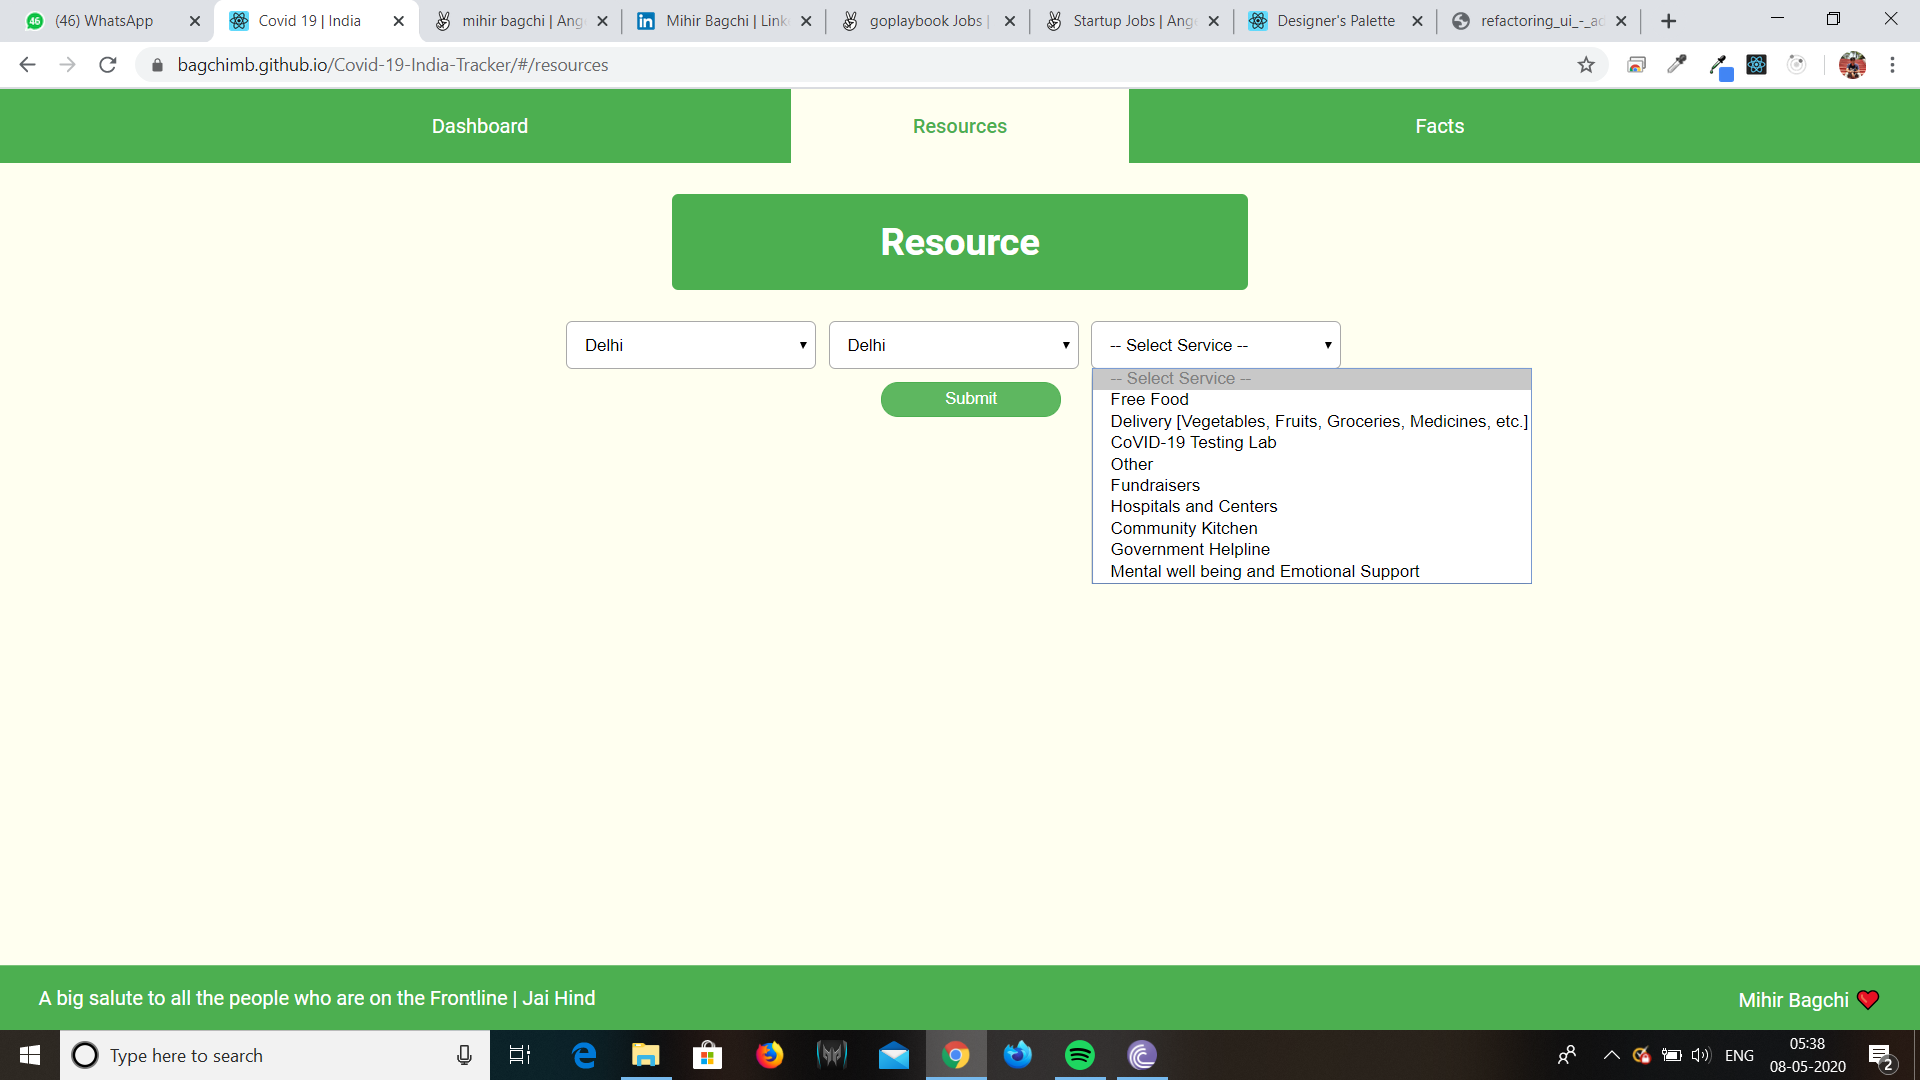 46 (46) WhatsApp
Covid 19 | India
mihir bagchi | Ang
in Mihir Bagchi | Link
goplaybook Jobs |
Startup Jobs | Ang
Designer's Palette
refactoring_ui_-_ad
bagchimb.github.io/Covid-19-India-Tracker/#/resources
Dashboard
Resources
Facts
Resource
Delhi
Delhi
-- Select Service --
-- Select Service --
Free Food
Delivery [Vegetables, Fruits, Groceries, Medicines, etc.]
CoVID-19 Testing Lab
Other
Fundraisers
Hospitals and Centers
Community Kitchen
Government Helpline
Mental well being and Emotional Support
Submit
A big salute to all the people who are on the Frontline | Jai Hind
Mihir Bagchi
Type here to search
ENG
05:38
08-05-2020
2